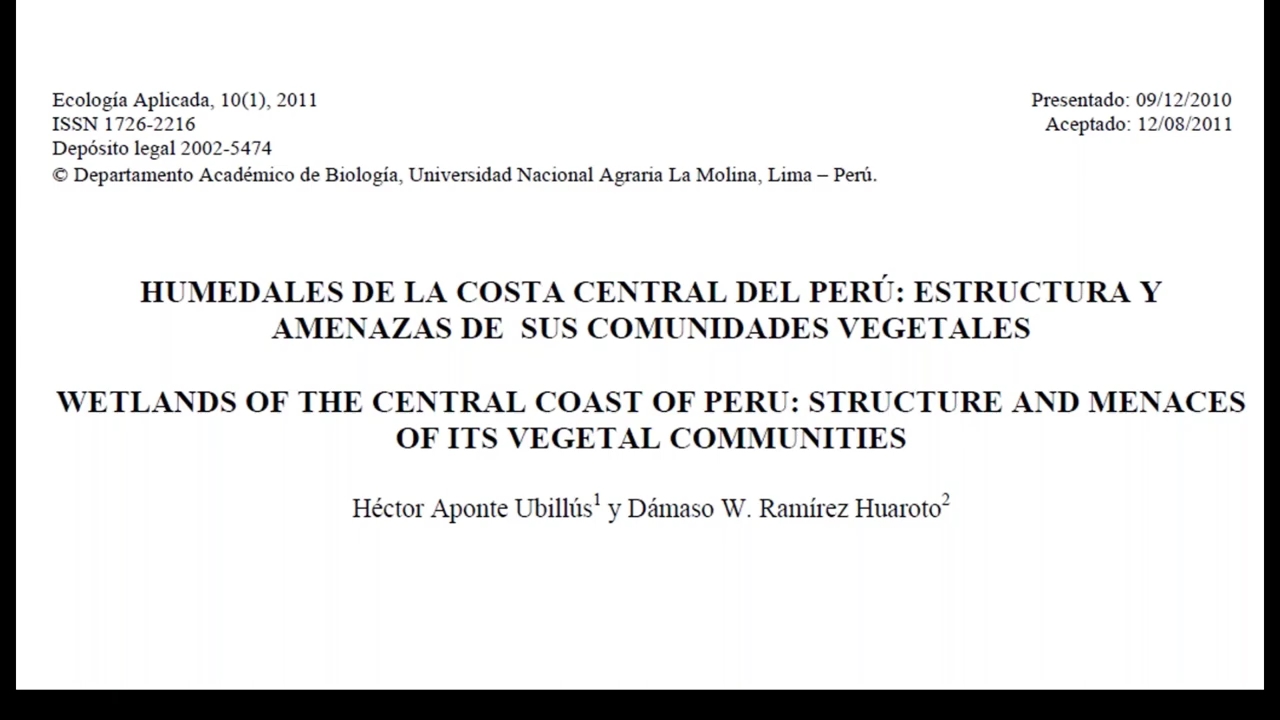 Ecología Aplicada, 10(1), 2011
Presentado: 09/12/2010
ISSN 1726-2216
Aceptado: 12/08/2011
Depósito legal 2002-5474
© Departamento Académico de Biología, Universidad Nacional Agraria La Molina, Lima – Perú.
HUMEDALES DE LA COSTA CENTRAL DEL PERÚ: ESTRUCTURA Y
AMENAZAS DE SUS COMUNIDADES VEGETALES
WETLANDS OF THE CENTRAL COAST OF PERU: STRUCTURE AND MENACES
OF ITS VEGETAL COMMUNITIES
Héctor Aponte Ubillús¹ y Dámaso W. Ramírez Huaroto²